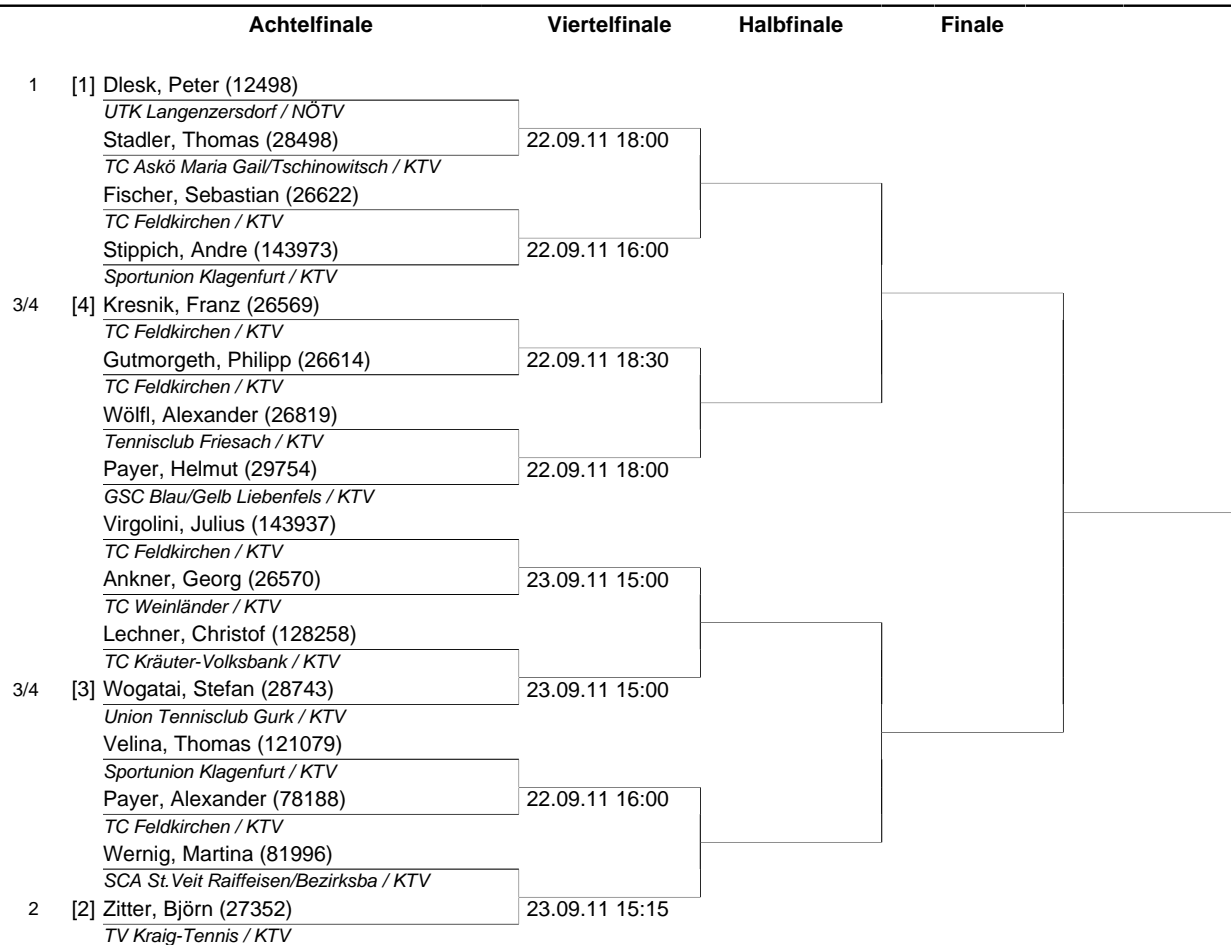 Achtelfinale Viertelfinale Halbfinale Finale
1 [1] Dlesk, Peter (12498)
UTK Langenzersdorf / NÖTV
Stadler, Thomas (28498) 22.09.11 18:00
TC Askö Maria Gail/Tschinowitsch / KTV
Fischer, Sebastian (26622)
TC Feldkirchen / KTV
Stippich, Andre (143973) 22.09.11 16:00
Sportunion Klagenfurt / KTV
3/4 [4] Kresnik, Franz (26569)
TC Feldkirchen / KTV
Gutmorgeth, Philipp (26614) 22.09.11 18:30
TC Feldkirchen / KTV
Wölfl, Alexander (26819)
Tennisclub Friesach / KTV
Payer, Helmut (29754) 22.09.11 18:00
GSC Blau/Gelb Liebenfels / KTV
Virgolini, Julius (143937)
TC Feldkirchen / KTV
Ankner, Georg (26570) 23.09.11 15:00
TC Weinländer / KTV
Lechner, Christof (128258)
TC Kräuter-Volksbank / KTV
3/4 [3] Wogatai, Stefan (28743) 23.09.11 15:00
Union Tennisclub Gurk / KTV
Velina, Thomas (121079)
Sportunion Klagenfurt / KTV
Payer, Alexander (78188) 22.09.11 16:00
TC Feldkirchen / KTV
Wernig, Martina (81996)
SCA St.Veit Raiffeisen/Bezirksba / KTV
2 [2] Zitter, Björn (27352) 23.09.11 15:15
TV Kraig-Tennis / KTV